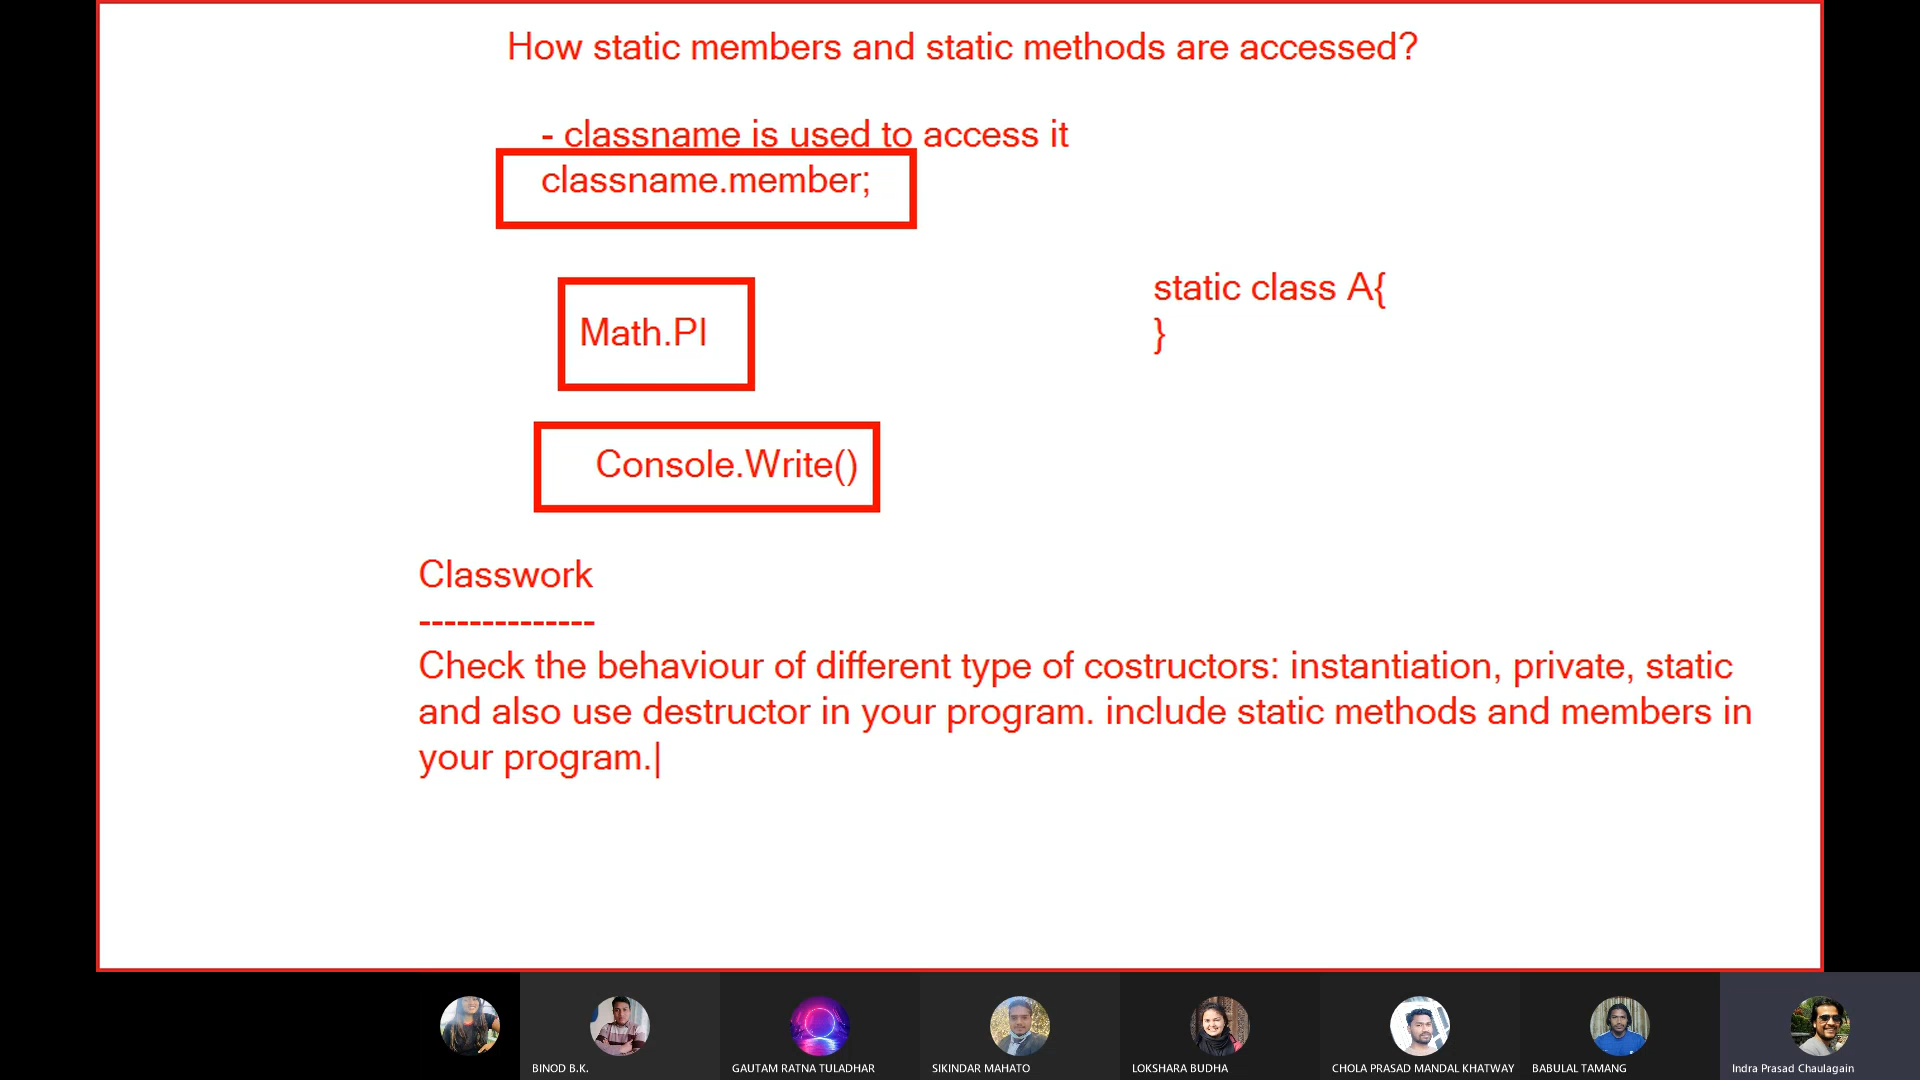 How static members and static methods are accessed?
- classname is used to access it
classname.member;
static class A{
}
Math.PI
Console.Write()
Classwork
--------------
Check the behaviour of different type of costructors: instantiation, private, static
and also use destructor in your program. include static methods and members in
your program.
BINOD B.K.
GAUTAM RATNA TULADHAR
SIKINDAR MAHATO
LOKSHARA BUDHA
CHOLA PRASAD MANDAL KHATWAY
BABULAL TAMANG
Indra Prasad Chaulagain